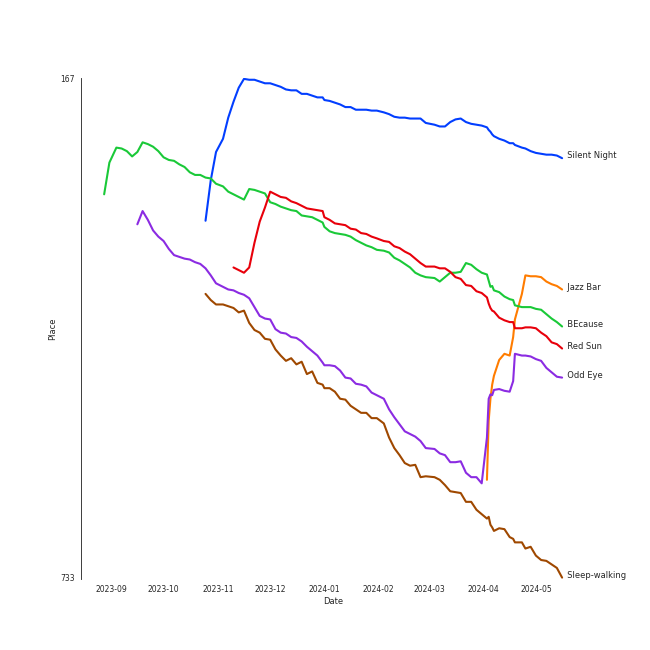 167
Silent Night
Jazz Bar
BEcause
Place
Red Sun
Odd Eye
Sleep-walking
733
2023-09 2023-10 2023-11 2023-12 2024-01 2024-02 2024-03 2024-04 2024-05
Date